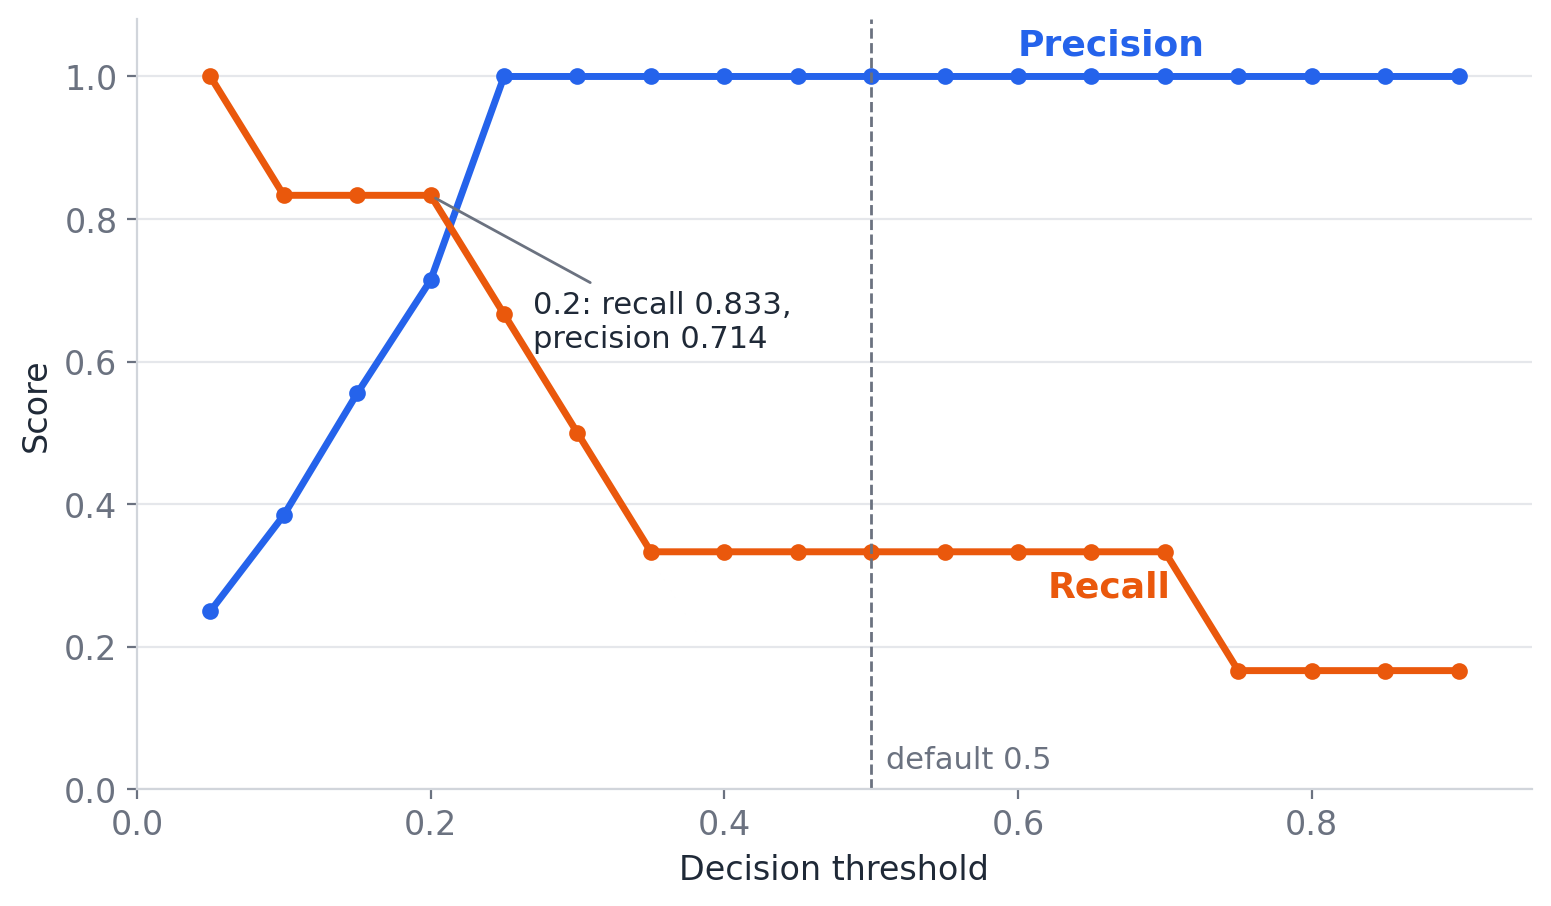 Precision
1.0
0.8
0.6
0.4
0.2
0.0
Score
0.2: recall 0.833,
precision 0.714
Recall
default 0.5
0.0 0.2 0.4 0.6 0.8
Decision threshold